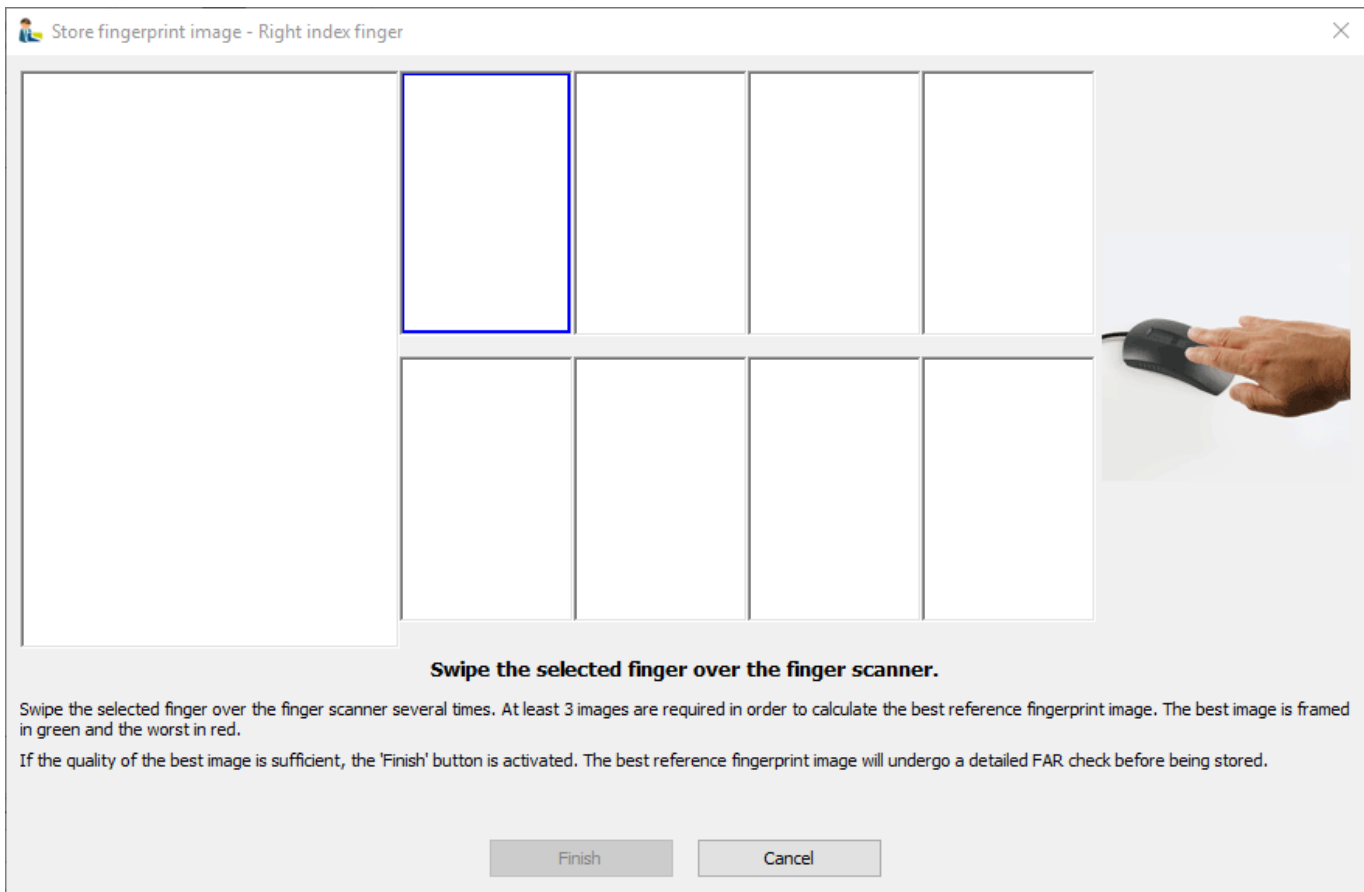 Store fingerprint image - Right index finger
Swipe the selected finger over the finger scanner.
Swipe the selected finger over the finger scanner several times. At least 3 images are required in order to calculate the best reference fingerprint image. The best image is framed
in green and the worst in red.
If the quality of the best image is sufficient, the 'Finish' button is activated. The best reference fingerprint image will undergo a detailed FAR check before being stored.
Finish
Cancel